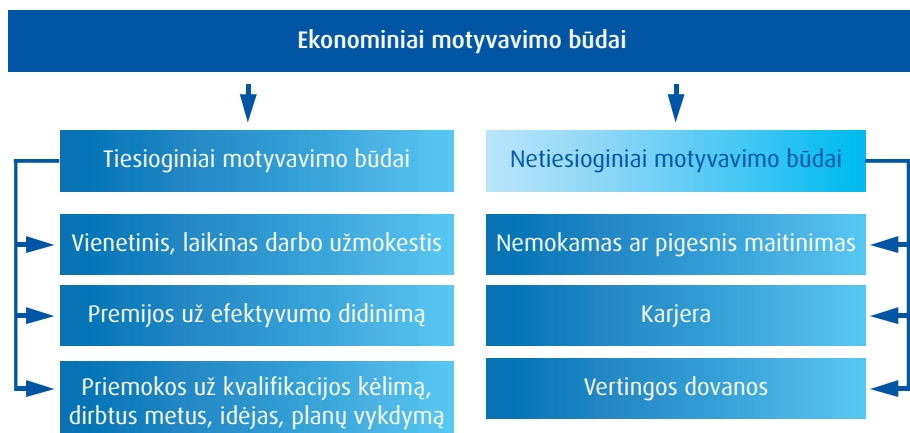 Ekonominiai motyvavimo būdai
Tiesioginiai motyvavimo būdai
Vienetinis, laikinas darbo užmokestis
Premijos už efektyvumo didinimą
Priemokos už kvalifikacijos kėlimą,
dirbtus metus, idėjas, planų vykdymą
Netiesioginiai motyvavimo būdai
Nemokamas ar pigesnis maitinimas
Karjera
Vertingos dovanos